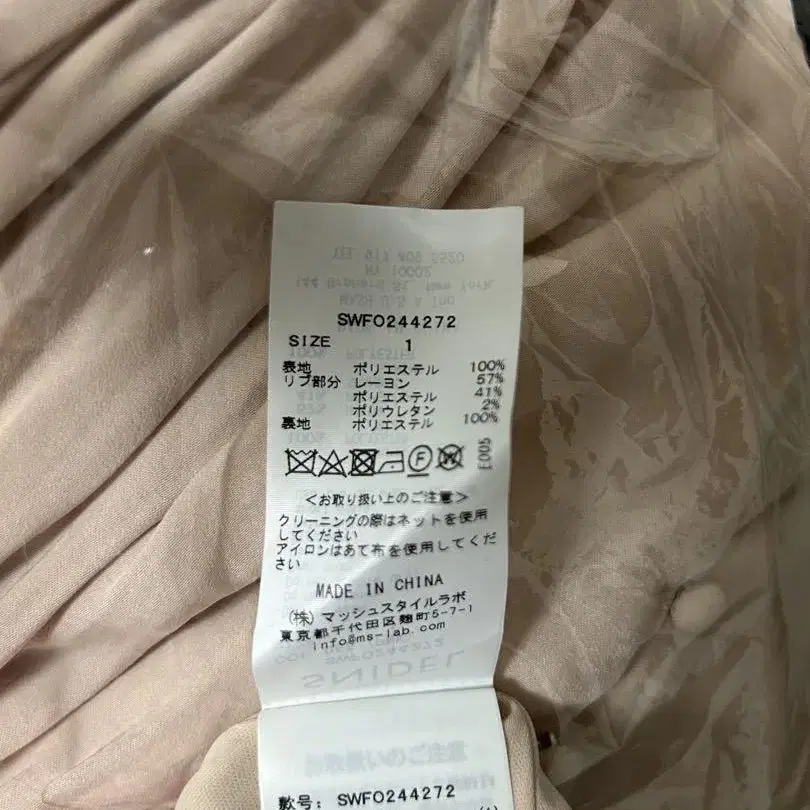 SWFO244272
SIZE 1
表地 ポリエステル 100%
リブ部分 レーヨン 57%
ポリエステル 41%
ポリウレタン 2%
裏地 ポリエステル 100%
F W
E005
<お取り扱い上のご注意>
クリーニングの際はネットを使用
してください
アイロンはあて布を使用してくだ
さい
MADE IN CHINA
(株)マッシュスタイルラボ
東京都千代田区麹町5-7-1
info@ms-lab.com
SWFO244272
SNIDEL
款号: SWFO244272